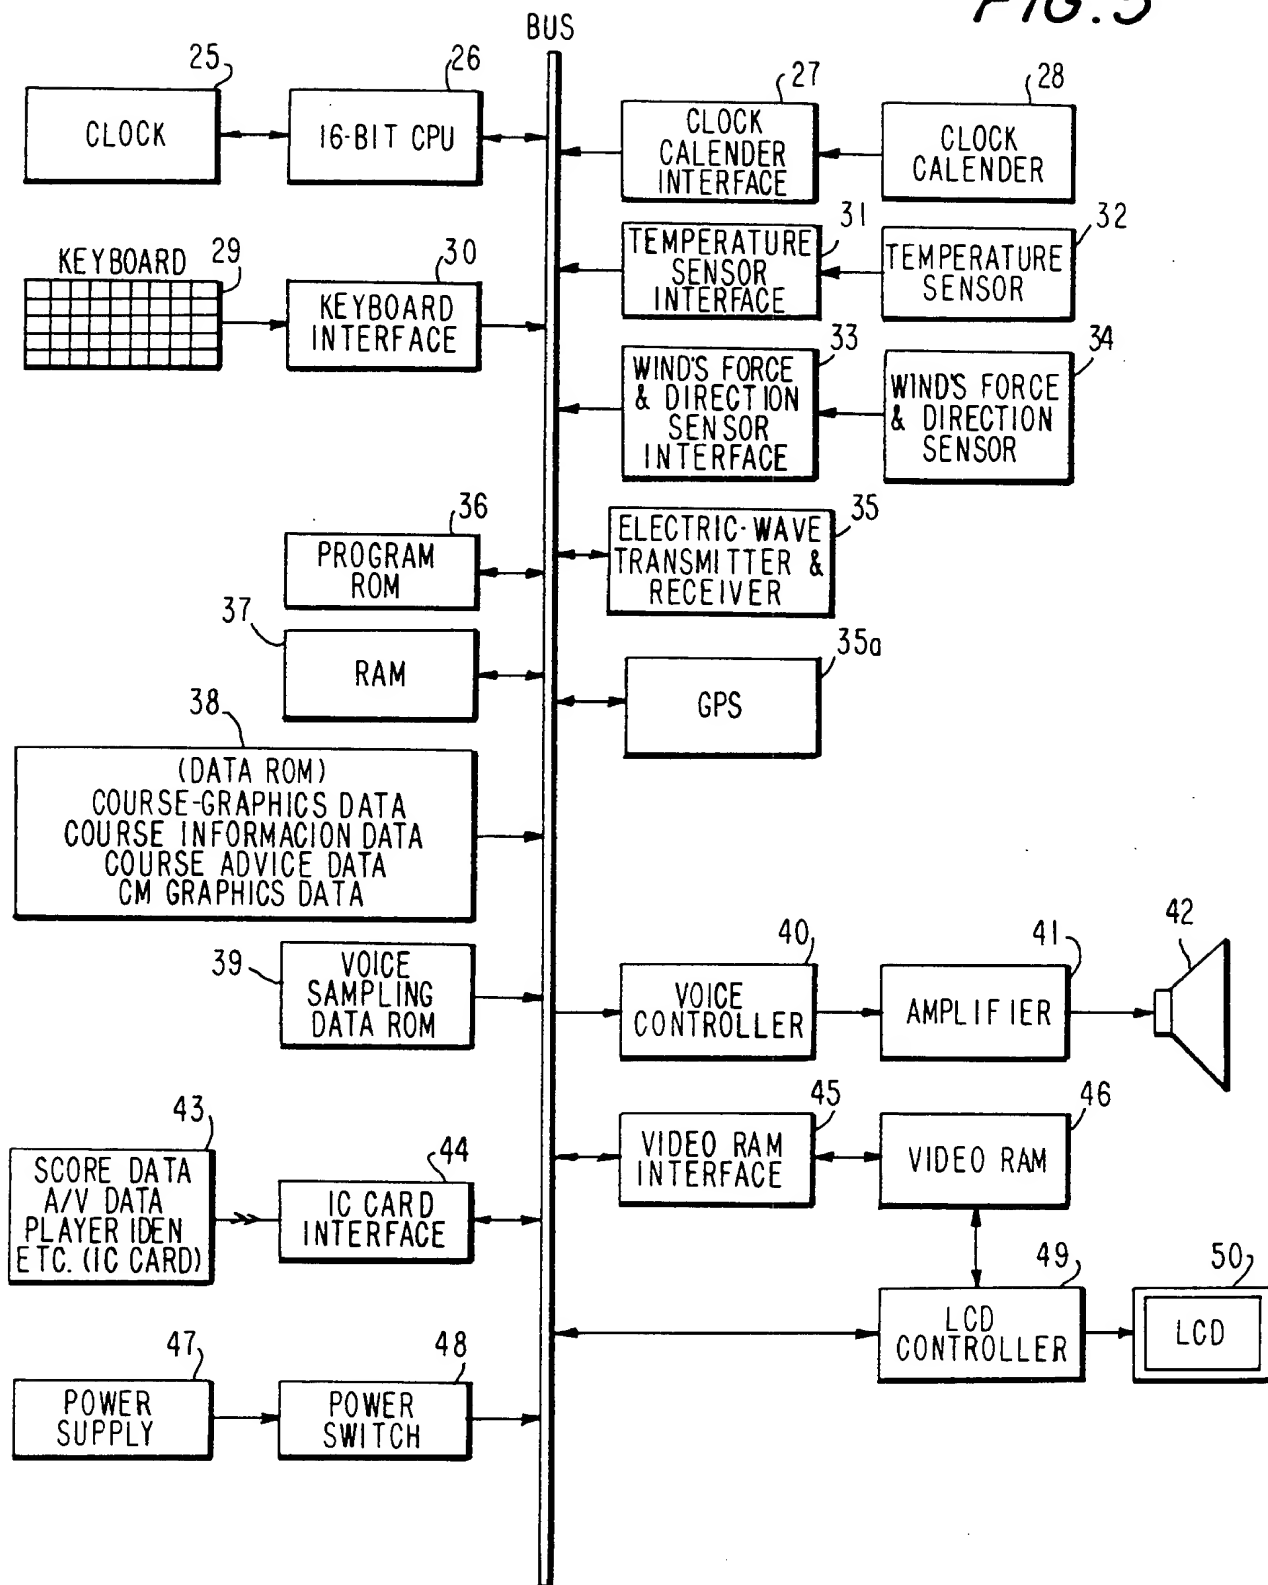 FIG. 5
BUS
25
CLOCK
26
16-BIT CPU
27
CLOCK
CALENDER
INTERFACE
28
CLOCK
CALENDER
KEYBOARD
29
30
KEYBOARD
INTERFACE
31
TEMPERATURE
SENSOR
INTERFACE
32
TEMPERATURE
SENSOR
33
WIND'S FORCE
& DIRECTION
SENSOR
INTERFACE
34
WIND'S FORCE
& DIRECTION
SENSOR
36
PROGRAM
ROM
35
ELECTRIC-WAVE
TRANSMITTER &
RECEIVER
37
RAM
35a
GPS
38
(DATA ROM)
COURSE-GRAPHICS DATA
COURSE INFORMACION DATA
COURSE ADVICE DATA
CM GRAPHICS DATA
39
VOICE
SAMPLING
DATA ROM
40
VOICE
CONTROLLER
41
AMPLIFIER
42
43
SCORE DATA
A/V DATA
PLAYER IDEN
ETC. (IC CARD)
44
IC CARD
INTERFACE
45
VIDEO RAM
INTERFACE
46
VIDEO RAM
47
POWER
SUPPLY
48
POWER
SWITCH
49
LCD
CONTROLLER
50
LCD